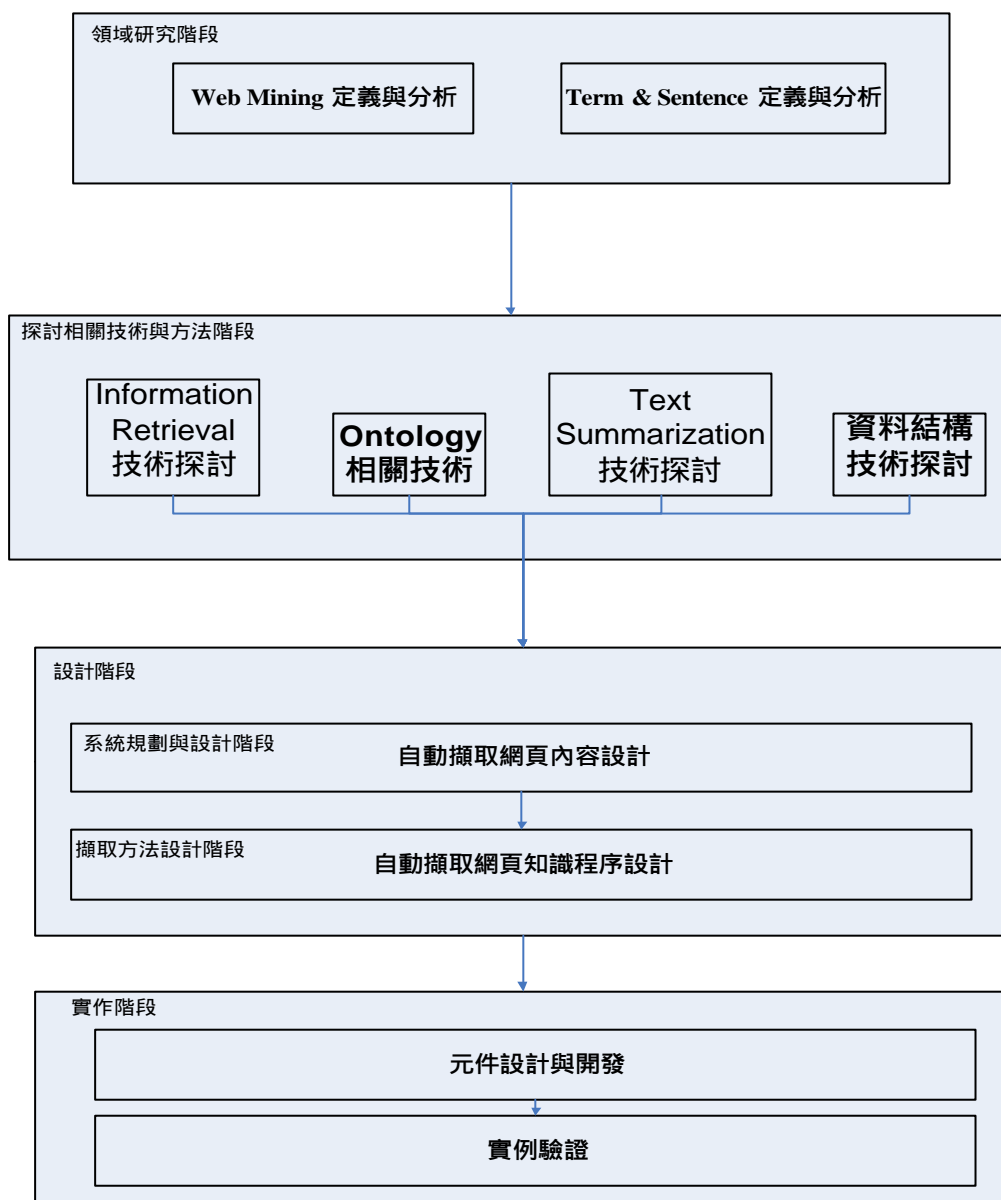 領域研究階段
Web Mining 定義與分析
Term & Sentence 定義與分析
探討相關技術與方法階段
Information
Retrieval
技術探討
Ontology
相關技術
Text
Summarization
技術探討
資料結構
技術探討
設計階段
系統規劃與設計階段
自動擷取網頁內容設計
擷取方法設計階段
自動擷取網頁知識程序設計
實作階段
元件設計與開發
實例驗證